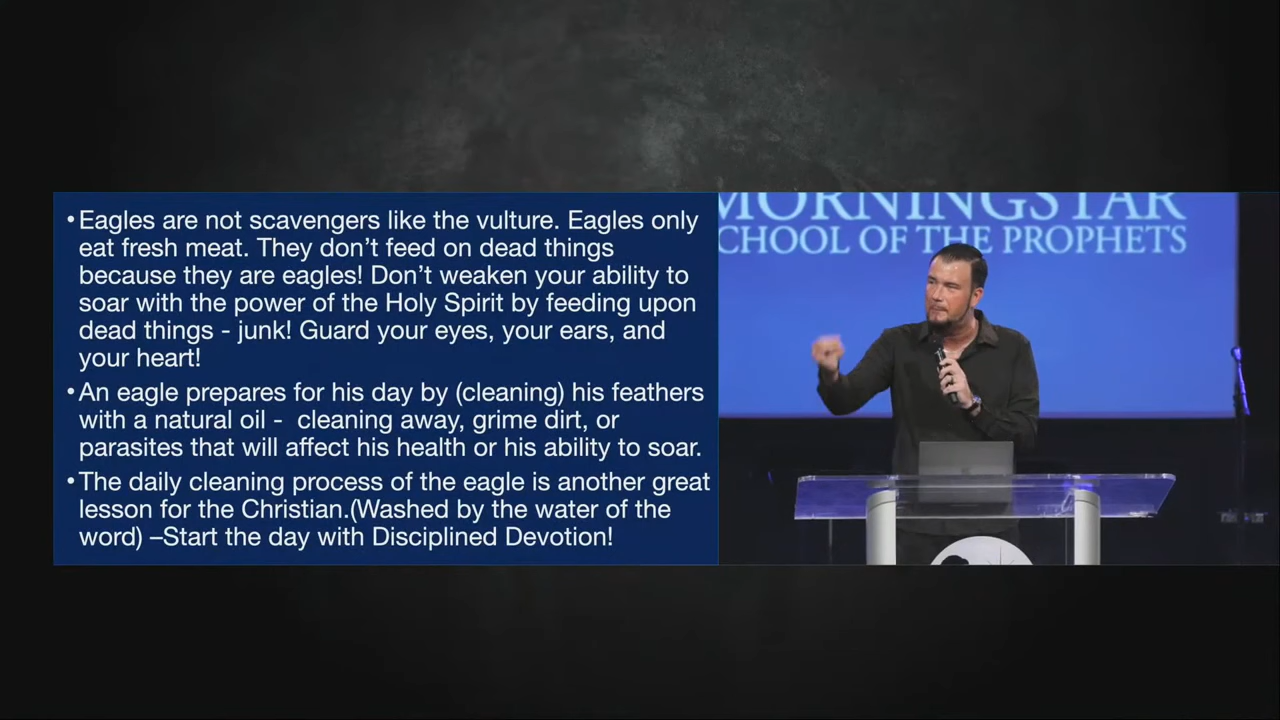 •Eagles are not scavengers like the vulture. Eagles only
eat fresh meat. They don't feed on dead things
because they are eagles! Don't weaken your ability to
soar with the power of the Holy Spirit by feeding upon
dead things - junk! Guard your eyes, your ears, and
your heart!
•An eagle prepares for his day by (cleaning) his feathers
with a natural oil -  cleaning away, grime dirt, or
parasites that will affect his health or his ability to soar.
•The daily cleaning process of the eagle is another great
lesson for the Christian.(Washed by the water of the
word) –Start the day with Disciplined Devotion!
MORNINGSTAR
CHOOL OF THE PROPHETS